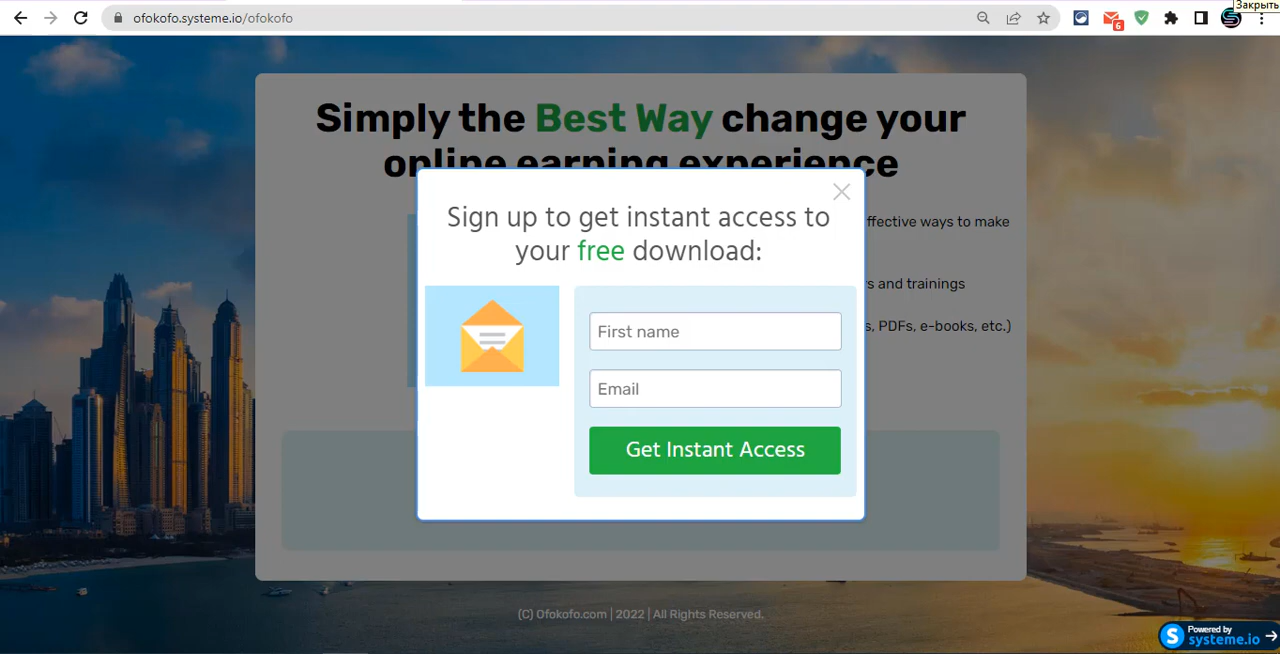 Закрыть
ofokofo.systeme.io/ofokofo
6
Simply the Best Way change your
online earning experience
ffective ways to make
s and trainings
s, PDFs, e-books, etc.)
Sign up to get instant access to
your free download:
First name
Email
Get Instant Access
(C) Ofokofo.com | 2022 | All Rights Reserved.
S
Powered by
systeme.io